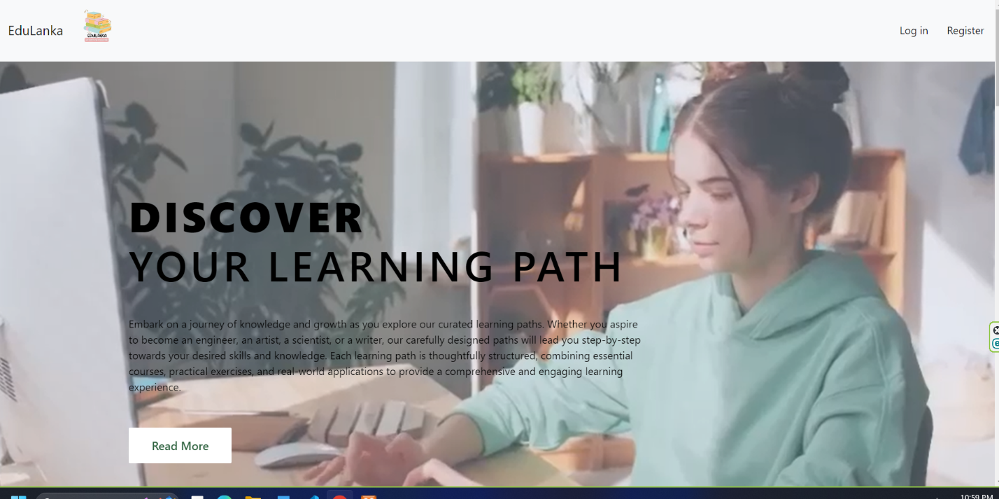 EduLanka
EDULANKA
Log in
Register
DISCOVER
YOUR LEARNING PATH
Embark on a journey of knowledge and growth as you explore our curated learning paths. Whether you aspire
to become an engineer, an artist, a scientist, or a writer, our carefully designed paths will lead you step-by-step
towards your desired skills and knowledge. Each learning path is thoughtfully structured, combining essential
courses, practical exercises, and real-world applications to provide a comprehensive and engaging learning
experience.
Read More
10:59 PM